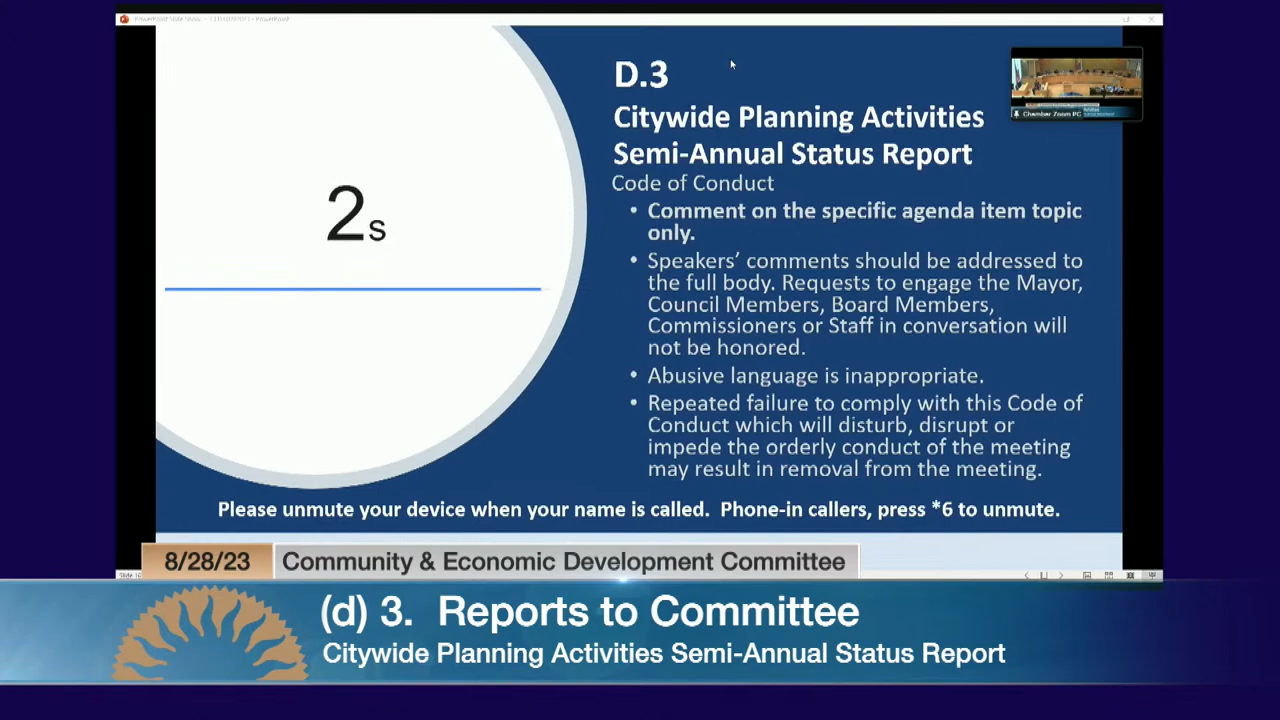 D.3
Citywide Planning Activities
Semi-Annual Status Report
Code of Conduct
• Comment on the specific agenda item topic
only.
• Speakers' comments should be addressed to
the full body. Requests to engage the Mayor,
Council Members, Board Members,
Commissioners or Staff in conversation will
not be honored.
• Abusive language is inappropriate.
• Repeated failure to comply with this Code of
Conduct which will disturb, disrupt or
impede the orderly conduct of the meeting
may result in removal from the meeting.
2s
Chamber Zoom PC
Please unmute your device when your name is called. Phone-in callers, press *6 to unmute.
8/28/23
Community & Economic Development Committee
(d) 3. Reports to Committee
Citywide Planning Activities Semi-Annual Status Report